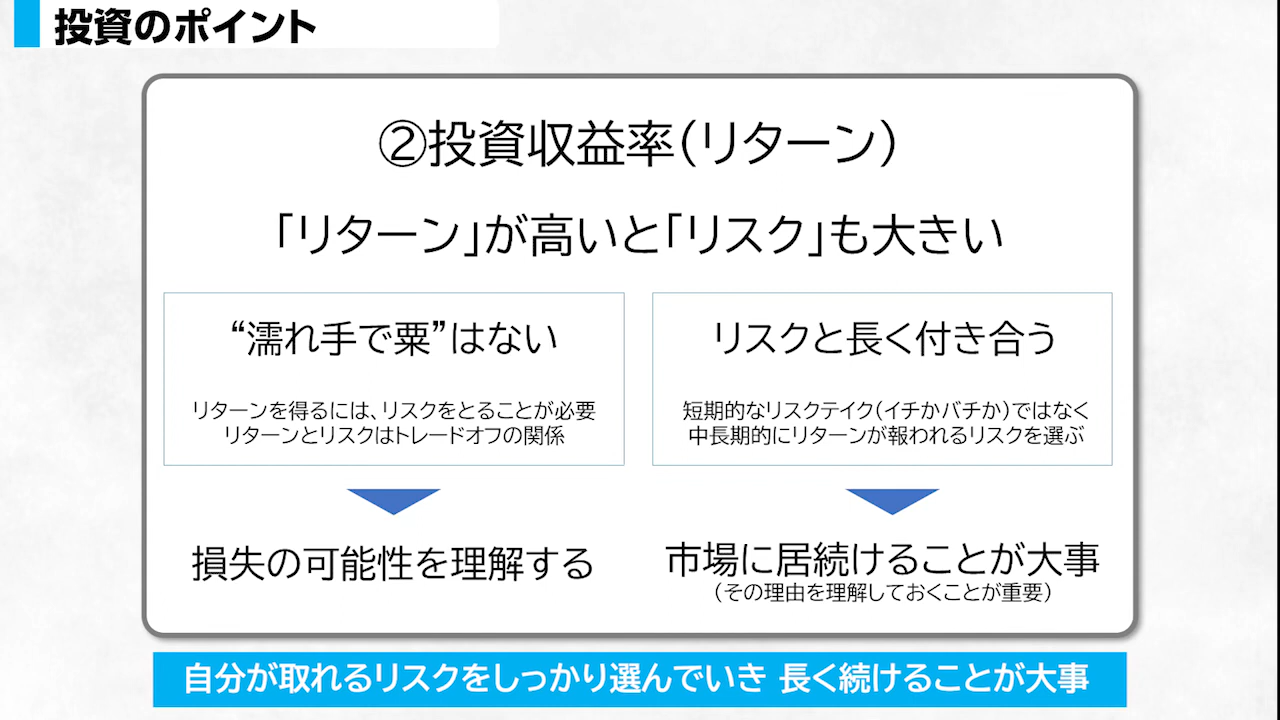 投資のポイント
②投資収益率(リターン)
「リターン」が高いと「リスク」も大きい
“濡れ手で粟”はない
リターンを得るには、リスクをとることが必要
リターンとリスクはトレードオフの関係
損失の可能性を理解する
リスクと長く付き合う
短期的なリスクテイク(イチかバチか)ではなく
中長期的にリターンが報われるリスクを選ぶ
市場に居続けることが大事
(その理由を理解しておくことが重要)
自分が取れるリスクをしっかり選んでいき 長く続けることが大事